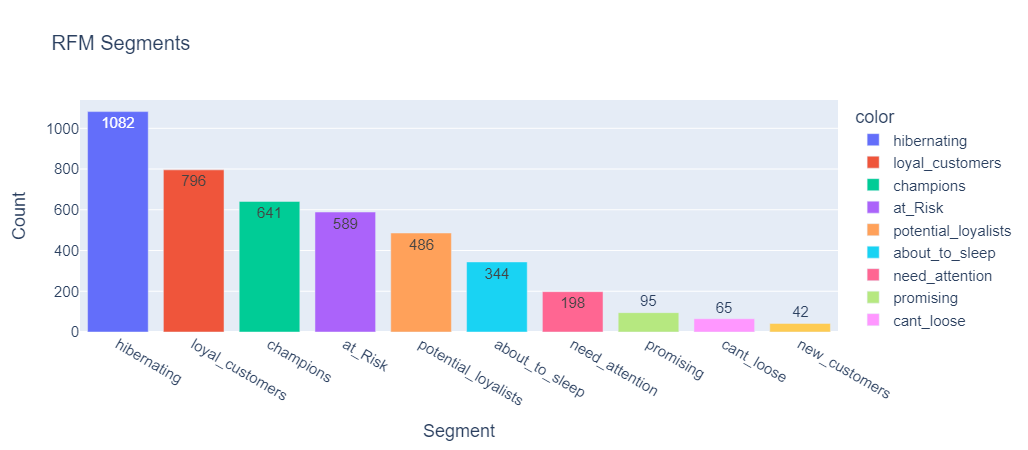 RFM Segments
Count
1000
800
600
400
200
0
1082
796
641
589
486
344
198
95
65
42
hibernating
loyal_customers
champions
at_Risk
potential_loyalists
about_to_sleep
need_attention
promising
cant_loose
new_customers
Segment
color
hibernating
loyal_customers
champions
at_Risk
potential_loyalists
about_to_sleep
need_attention
promising
cant_loose